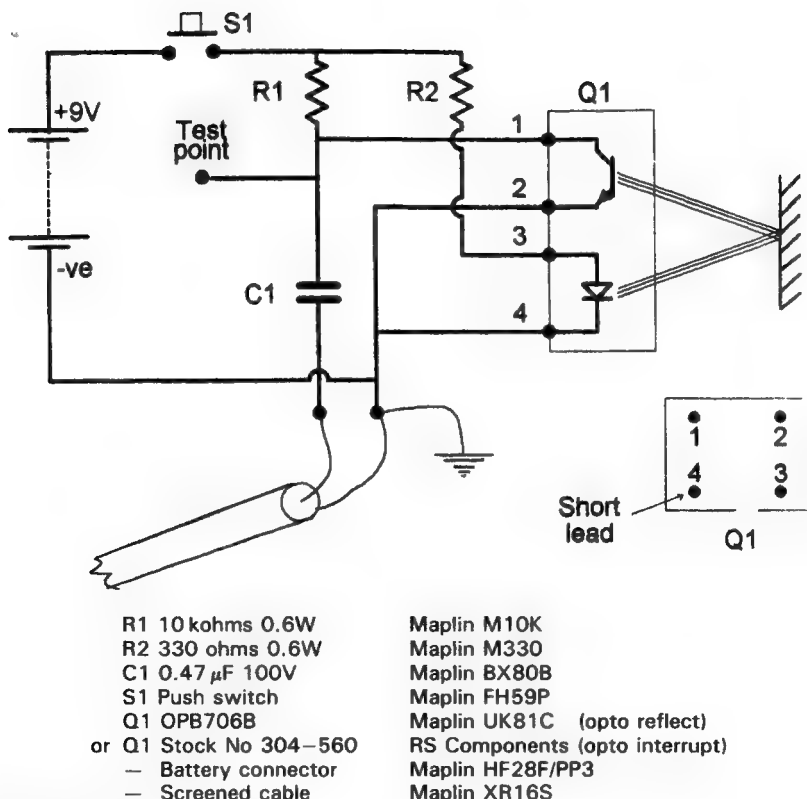 S1
R1
R2
Q1
+9V
Test
point
1
2
3
4
-ve
C1
1
2
4
3
Short
lead
Q1
R1 10 kohms 0.6W Maplin M10K
R2 330 ohms 0.6W Maplin M330
C1 0.47 μF 100V Maplin BX80B
S1 Push switch Maplin FH59P
Q1 OPB706B Maplin UK81C (opto reflect)
or Q1 Stock No 304–560 RS Components (opto interrupt)
– Battery connector Maplin HF28F/PP3
– Screened cable Maplin XR16S